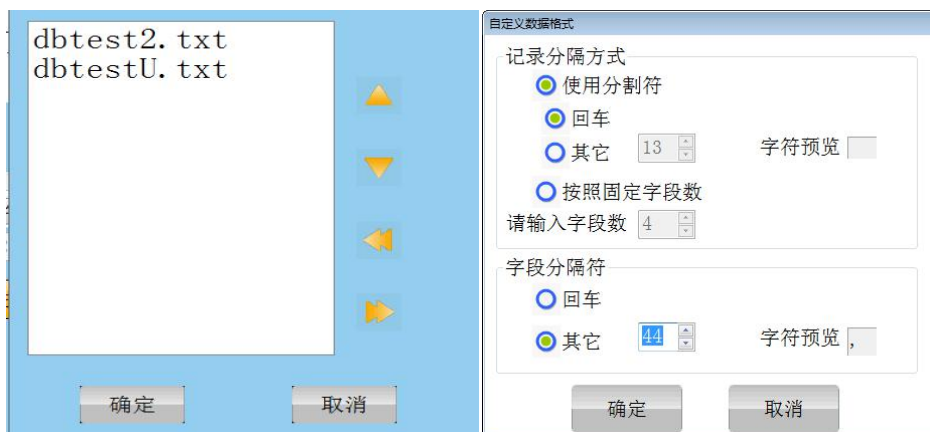 dbtest2.txt
dbtestU.txt
确定
取消
自定义数据格式
记录分隔方式
使用分割符
回车
其它 13 字符预览
按照固定字段数
请输入字段数 4
字段分隔符
回车
其它 44 字符预览 ,
确定
取消